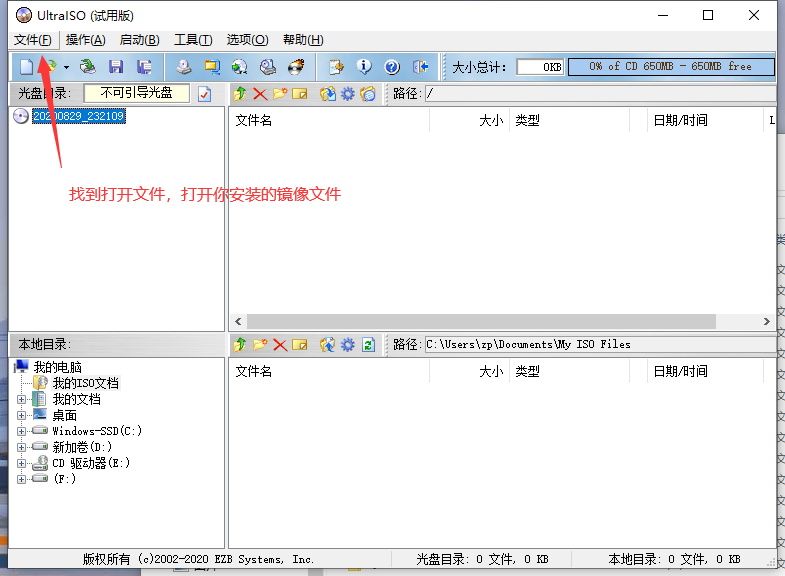 UltraISO (试用版)
文件(F) 操作(A) 启动(B) 工具(T) 选项(O) 帮助(H)
大小总计: 0KB 0% of CD 650MB - 650MB free
光盘目录: 不可引导光盘 路径: /
20200829_232109
文件名 大小 类型 日期/时间 L
找到打开文件，打开你安装的镜像文件
本地目录: 路径: C:\Users\zp\Documents\My ISO Files
文件名 大小 类型 日期/时间
我的电脑
我的ISO文档
我的文档
桌面
Windows-SSD(C:)
新加卷(D:)
CD 驱动器(E:)
(F:)
版权所有 (c)2002-2020 EZB Systems, Inc. 光盘目录: 0 文件, 0 KB 本地目录: 0 文件, 0 KB